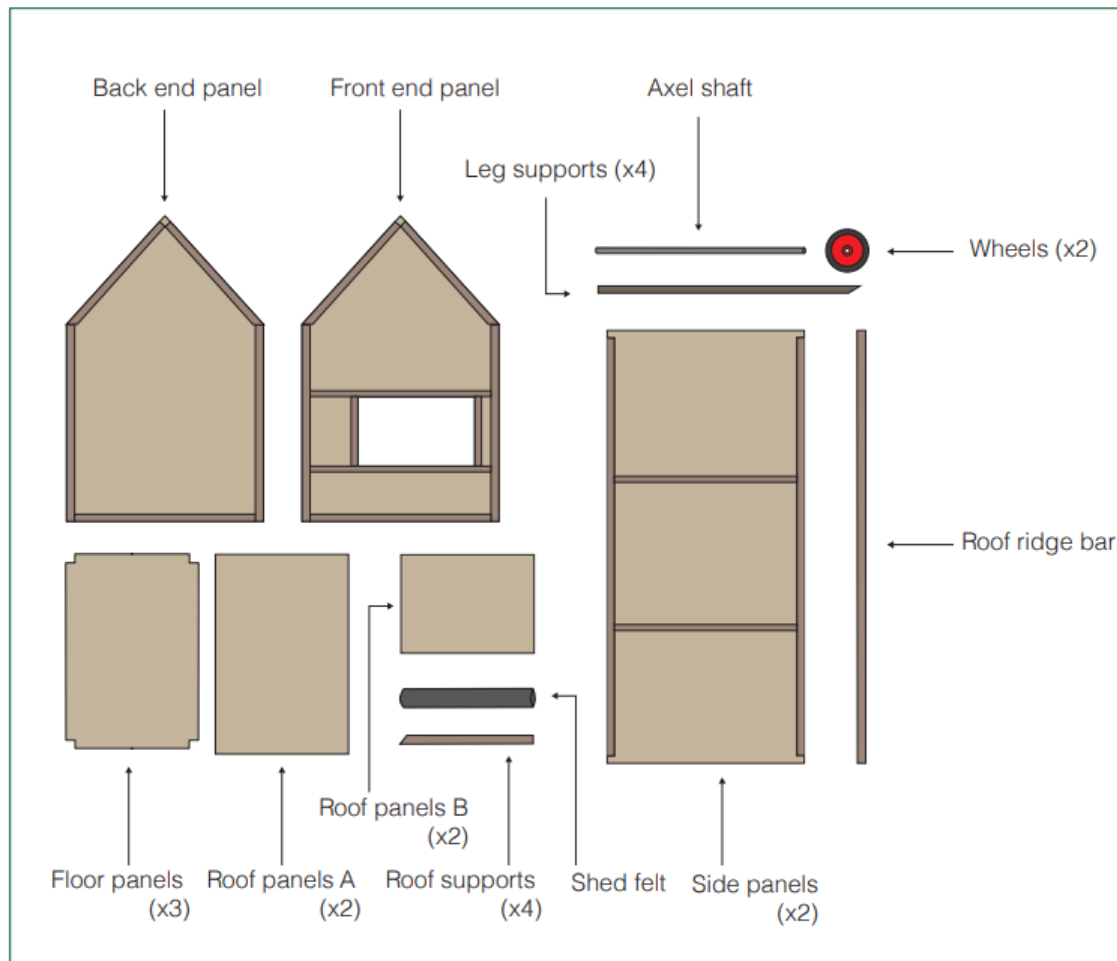 Back end panel
Front end panel
Axel shaft
Leg supports (x4)
Wheels (x2)
Roof ridge bar
Roof panels B
(x2)
Floor panels
(x3)
Roof panels A
(x2)
Roof supports
(x4)
Shed felt
Side panels
(x2)